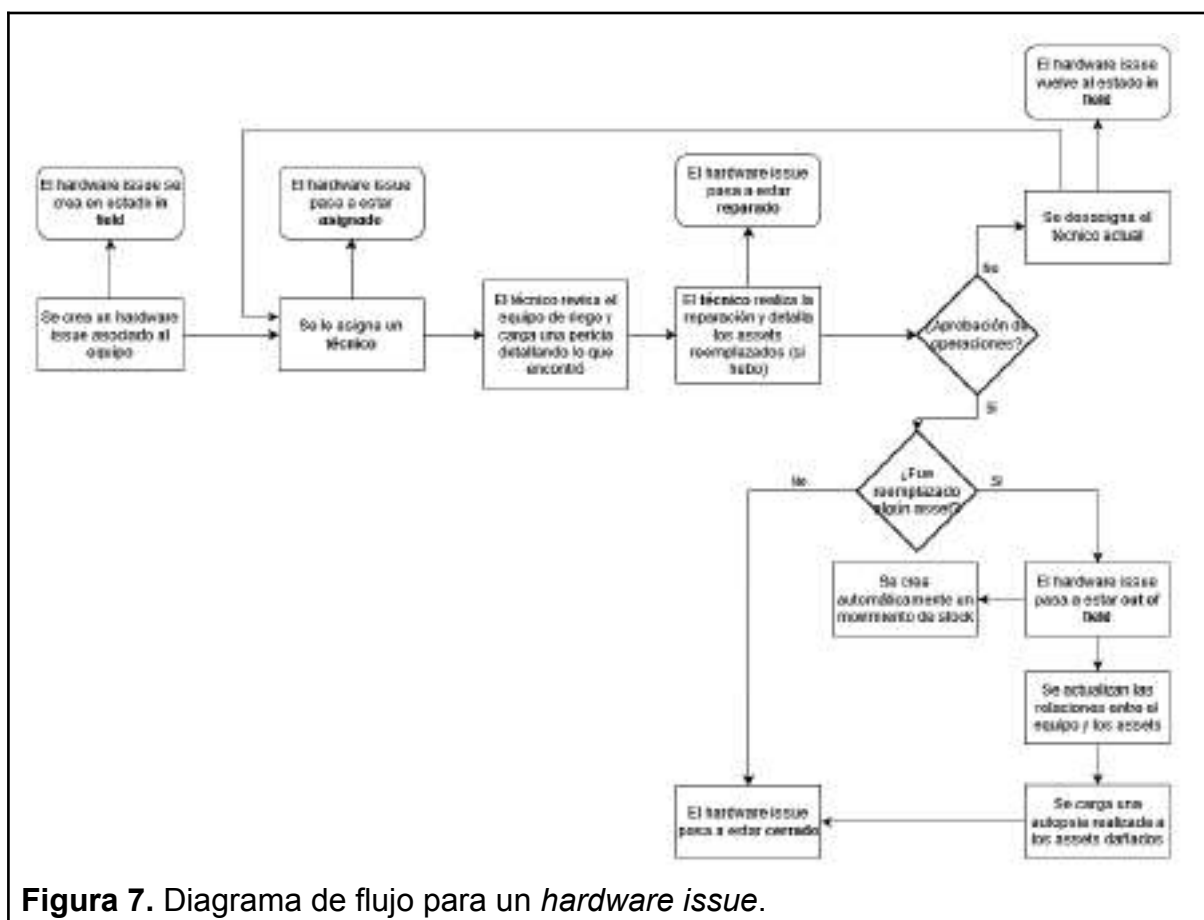 El hardware issue
vuelve al estado in
field
El hardware issue se
crea en estado in
field
El hardware issue
pasa a estar
asignado
El hardware issue
pasa a estar
reparado
Se desasigna el
técnico actual
No
Se crea un hardware
issue asociado al
equipo
Se le asigna un
técnico
El técnico revisa el
equipo de riego y
carga una pericia
detallando lo que
encontró
El técnico realiza la
reparación y detalla
los assets
reemplazados (si
hubo)
¿Aprobación de
operaciones?
Si
¿Fue
reemplazado
algún asset?
No
Si
Se crea
automáticamente un
movimiento de stock
El hardware issue
pasa a estar out of
field
Se actualizan las
relaciones entre el
equipo y los assets
El hardware issue
pasa a estar cerrado
Se carga una
autopsia realizada a
los assets dañados
Figura 7. Diagrama de flujo para un hardware issue.